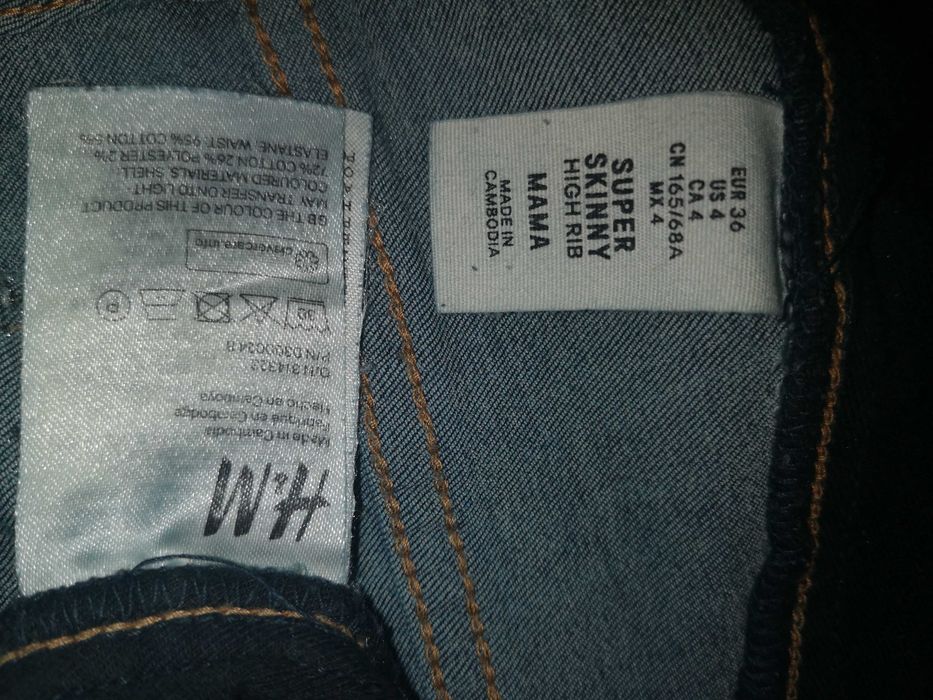 EUR 36
US 4
CA 4
MX 4
CN 165/68A
SUPER
SKINNY
HIGH RIB
MAMA
MADE IN
CAMBODIA
H&M
Made in Cambodia
Fabriqué en Cambodge
Hecho en Camboya
O/N 314322
clevercare.info
GB THE COLOUR OF THIS PRODUCT
MAY TRANSFER ONTO LIGHT-
COLOURED MATERIALS. SHELL:
72% COTTON 26% POLYESTER 2%
ELASTANE. WAIST: 95% COTTON 5%